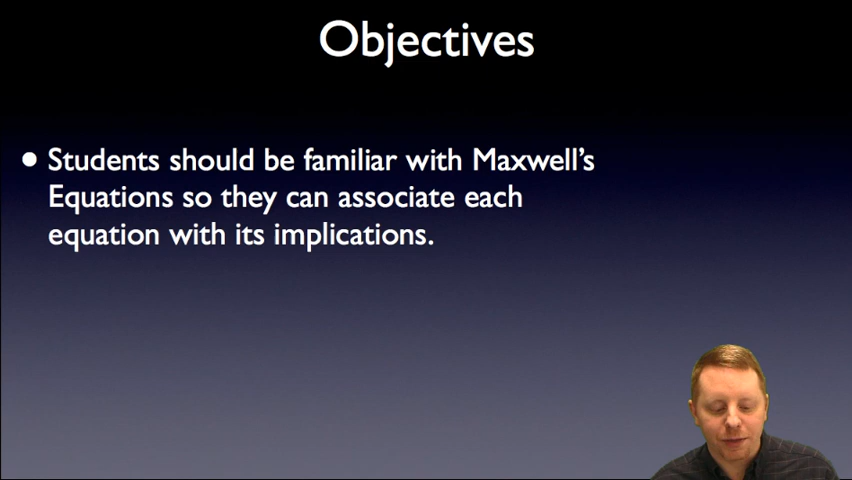 Objectives
● Students should be familiar with Maxwell’s
Equations so they can associate each
equation with its implications.